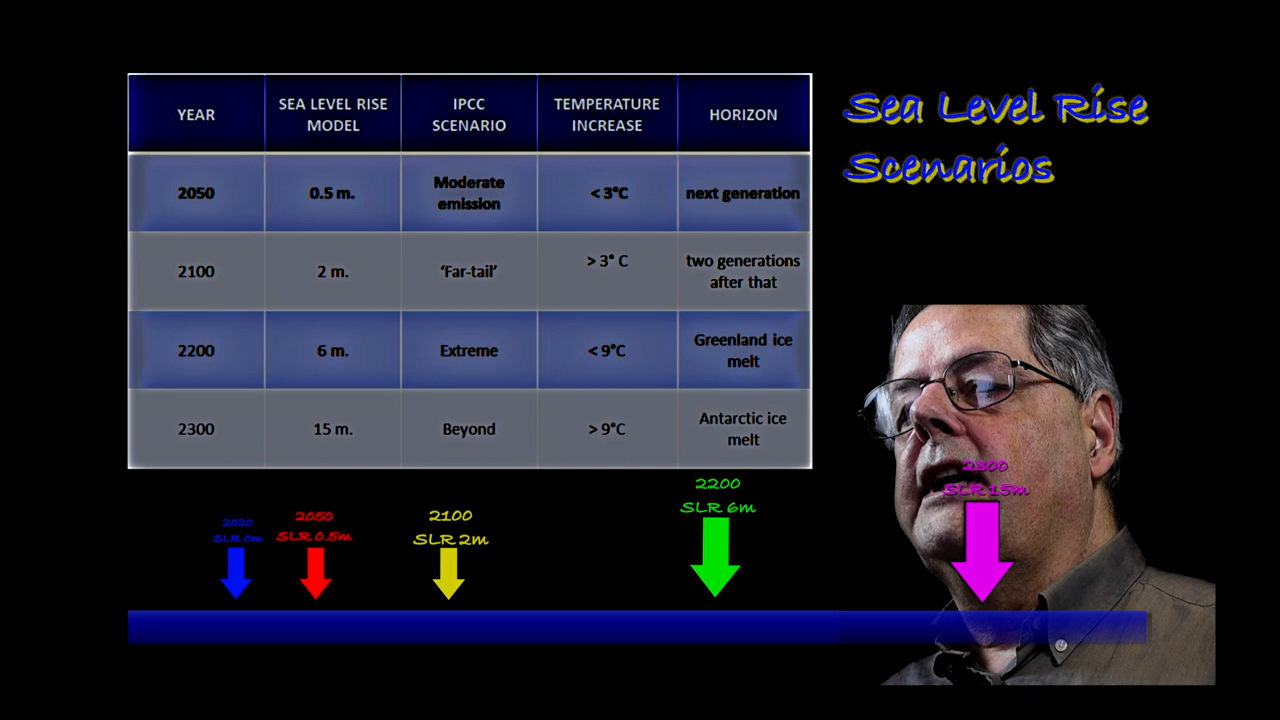 YEAR
SEA LEVEL RISE
MODEL
IPCC
SCENARIO
TEMPERATURE
INCREASE
HORIZON
2050
0.5 m.
Moderate
emission
< 3°C
next generation
2100
2 m.
‘Far-tail’
> 3° C
two generations
after that
2200
6 m.
Extreme
< 9°C
Greenland ice
melt
2300
15 m.
Beyond
> 9°C
Antarctic ice
melt
Sea Level Rise
Scenarios
2020
SLR 0m
2050
SLR 0.5m
2100
SLR 2m
2200
SLR 6m
2300
SLR 15m